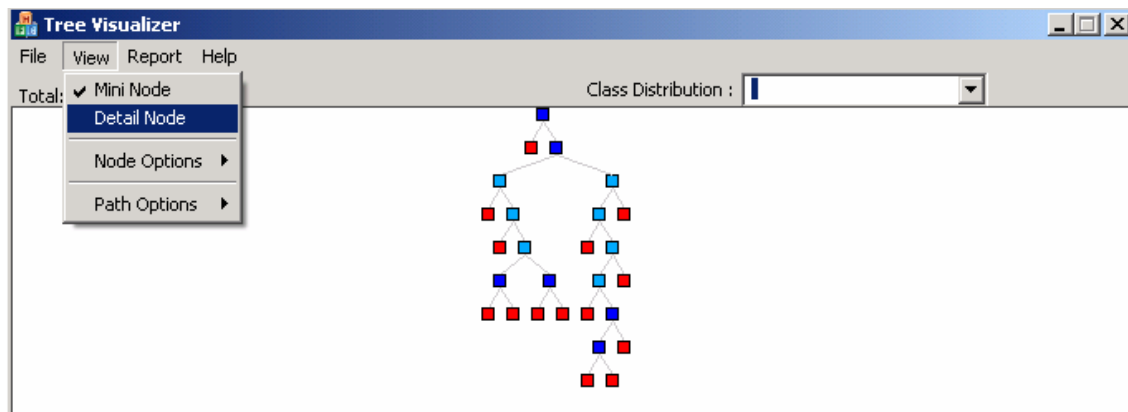 Tree Visualizer
File View Report Help
Total:
Class Distribution :
Mini Node
Detail Node
Node Options
Path Options